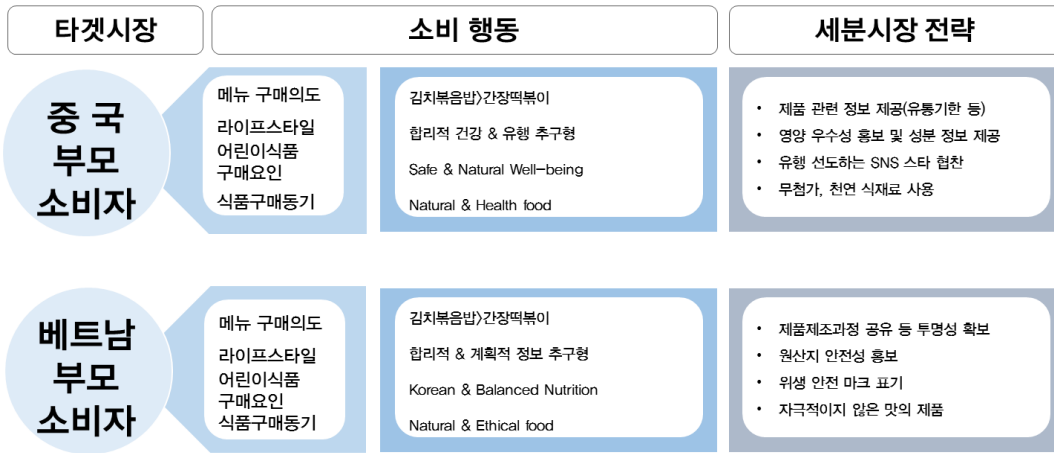 타겟시장
소비 행동
세분시장 전략
중 국
부모
소비자
메뉴 구매의도
라이프스타일
어린이식품
구매요인
식품구매동기
김치볶음밥>간장떡볶이
합리적 건강 & 유행 추구형
Safe & Natural Well-being
Natural & Health food
• 제품 관련 정보 제공(유통기한 등)
• 영양 우수성 홍보 및 성분 정보 제공
• 유행 선도하는 SNS 스타 협찬
• 무첨가, 천연 식재료 사용
베트남
부모
소비자
메뉴 구매의도
라이프스타일
어린이식품
구매요인
식품구매동기
김치볶음밥>간장떡볶이
합리적 & 계획적 정보 추구형
Korean & Balanced Nutrition
Natural & Ethical food
• 제품제조과정 공유 등 투명성 확보
• 원산지 안전성 홍보
• 위생 안전 마크 표기
• 자극적이지 않은 맛의 제품